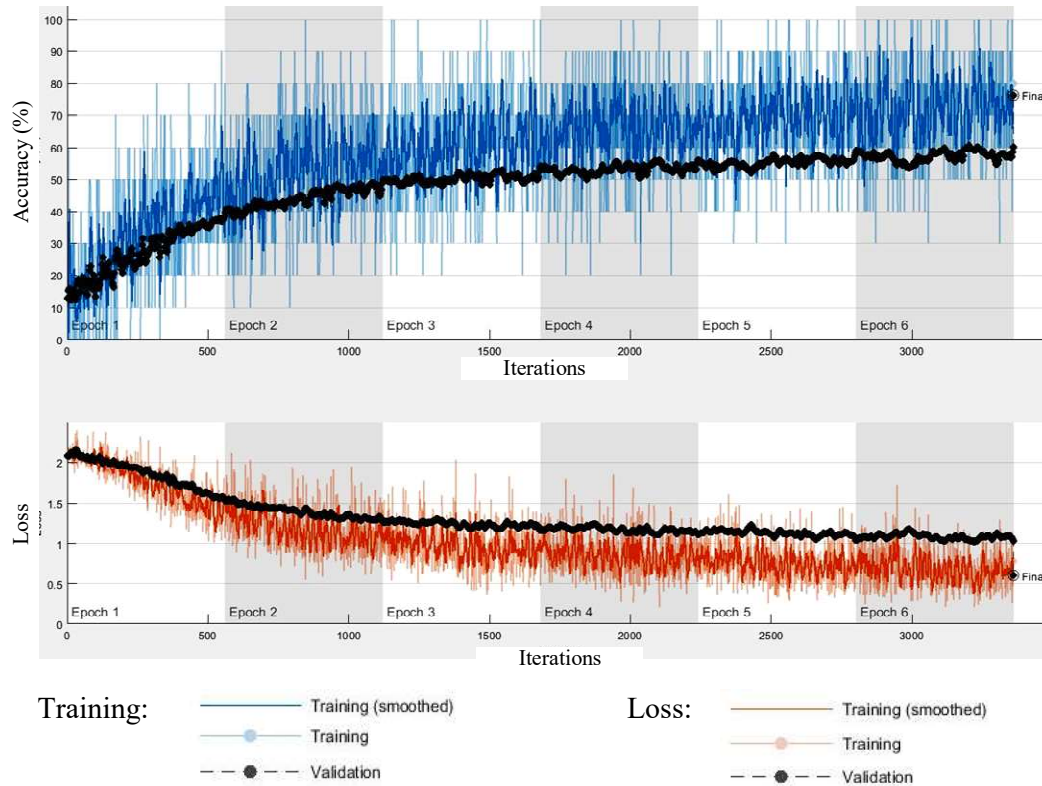 100
90
80
70
60
50
40
30
20
10
0
Accuracy (%)
Fina
Epoch 1 Epoch 2 Epoch 3 Epoch 4 Epoch 5 Epoch 6
0 500 1000 1500 2000 2500 3000
Iterations
2
1.5
1
0.5
0
Loss
Loss
Fina
Epoch 1 Epoch 2 Epoch 3 Epoch 4 Epoch 5 Epoch 6
0 500 1000 1500 2000 2500 3000
Iterations
Training: Loss:
Training (smoothed) Training (smoothed)
Training Training
Validation Validation